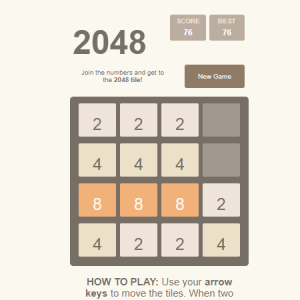 SCORE BEST
2048 76 76
Join the numbers and get to
the 2048 tile!
New Game
2 2 2
4 4 4
8 8 8 2
4 2 2 4
HOW TO PLAY: Use your arrow
keys to move the tiles. When two